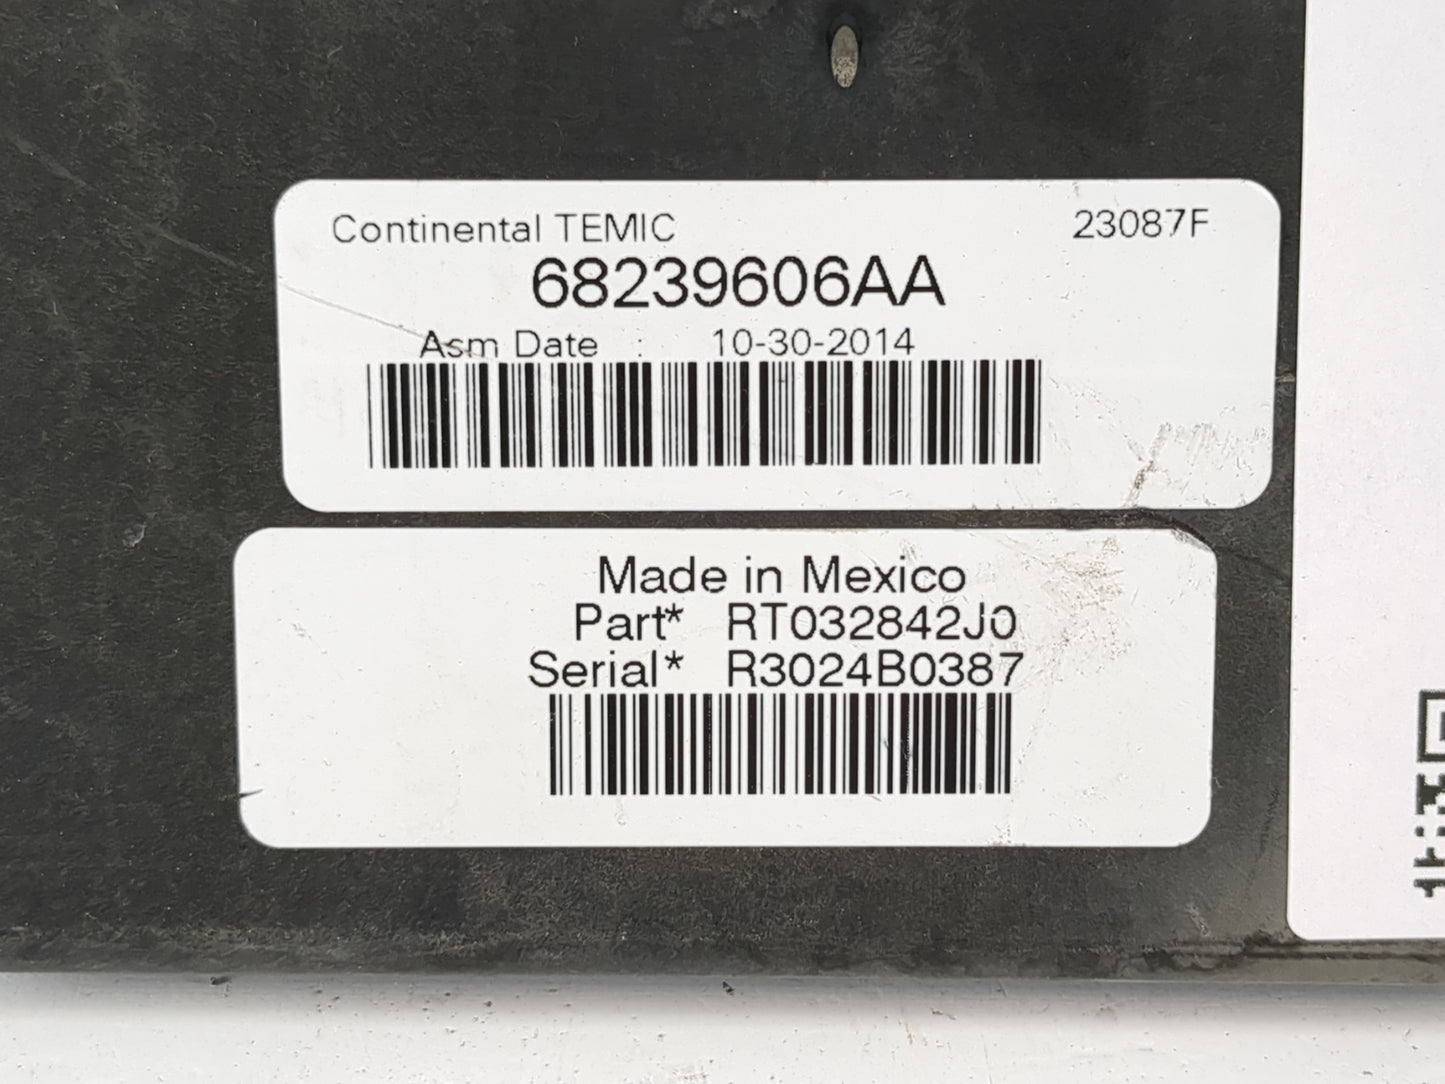 Continental TEMIC 23087F
68239606AA
Asm Date : 10-30-2014
Made in Mexico
Part* RT032842J0
Serial* R3024B0387